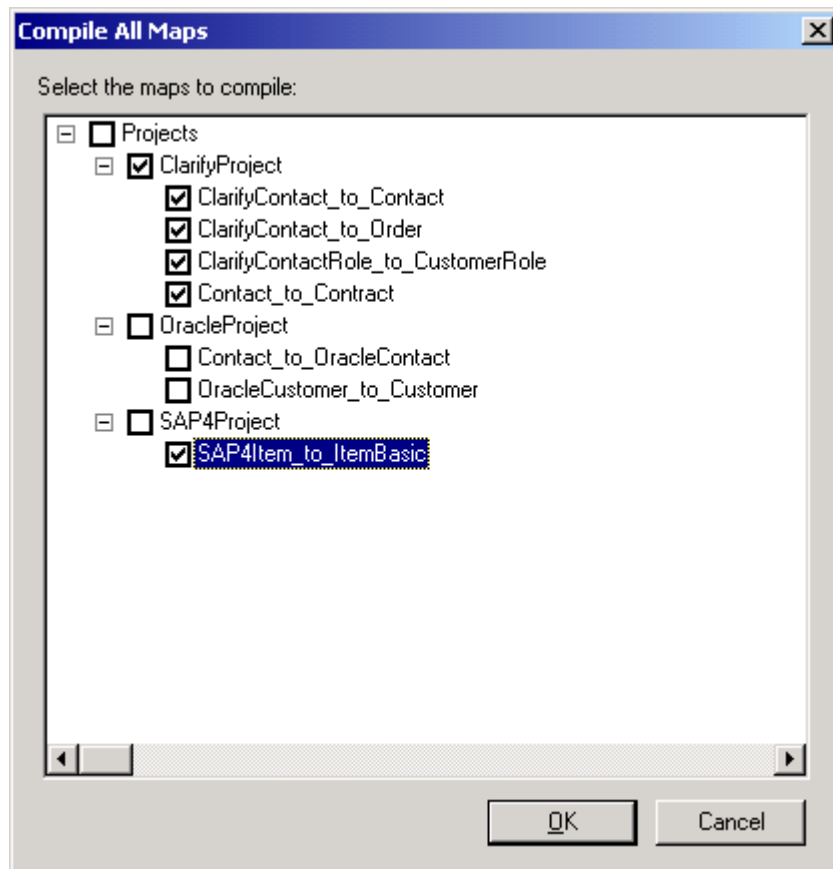 Compile All Maps
Select the maps to compile:
Projects
ClarifyProject
ClarifyContact_to_Contact
ClarifyContact_to_Order
ClarifyContactRole_to_CustomerRole
Contact_to_Contract
OracleProject
Contact_to_OracleContact
OracleCustomer_to_Customer
SAP4Project
SAP4Item_to_ItemBasic
OK Cancel